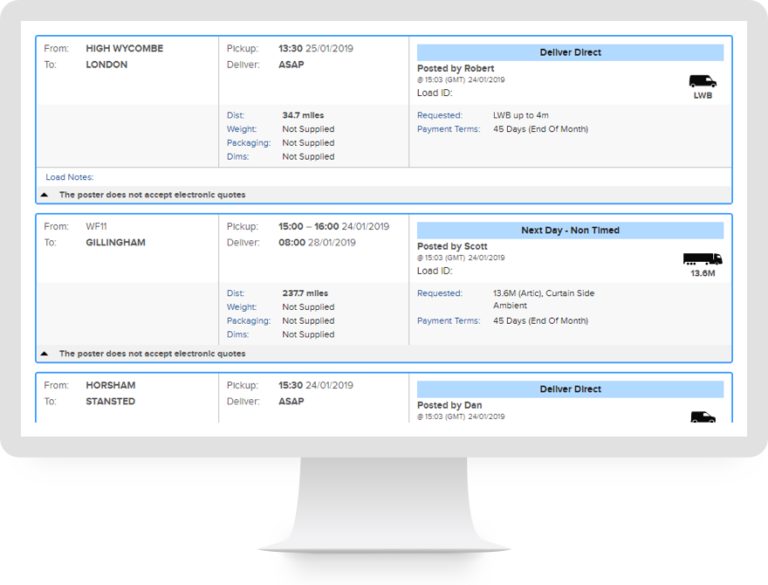 From: HIGH WYCOMBE Pickup: 13:30 25/01/2019 Deliver Direct
To: LONDON Deliver: ASAP Posted by Robert
@ 15:03 (GMT) 24/01/2019
Load ID: LWB
Dist: 34.7 miles Requested: LWB up to 4m
Weight: Not Supplied Payment Terms: 45 Days (End Of Month)
Packaging: Not Supplied
Dims: Not Supplied
Load Notes:
The poster does not accept electronic quotes
From: WF11 Pickup: 15:00 – 16:00 24/01/2019 Next Day - Non Timed
To: GILLINGHAM Deliver: 08:00 28/01/2019 Posted by Scott
@ 15:03 (GMT) 24/01/2019
Load ID: 13.6M
Dist: 237.7 miles Requested: 13.6M (Artic), Curtain Side
Weight: Not Supplied Ambient
Packaging: Not Supplied Payment Terms: 45 Days (End Of Month)
Dims: Not Supplied
The poster does not accept electronic quotes
From: HORSHAM Pickup: 15:30 24/01/2019 Deliver Direct
To: STANSTED Deliver: ASAP Posted by Dan
@ 15:03 (GMT) 24/01/2019